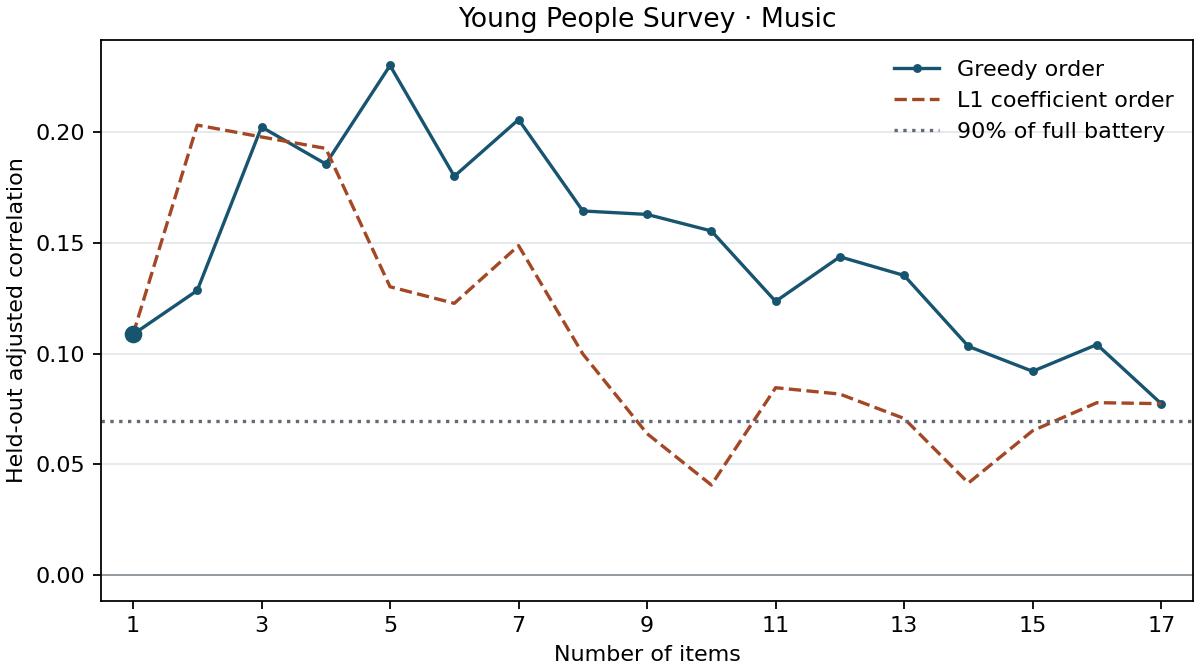 Young People Survey · Music
Greedy order
L1 coefficient order
90% of full battery
Held-out adjusted correlation
0.20
0.15
0.10
0.05
0.00
1 3 5 7 9 11 13 15 17
Number of items